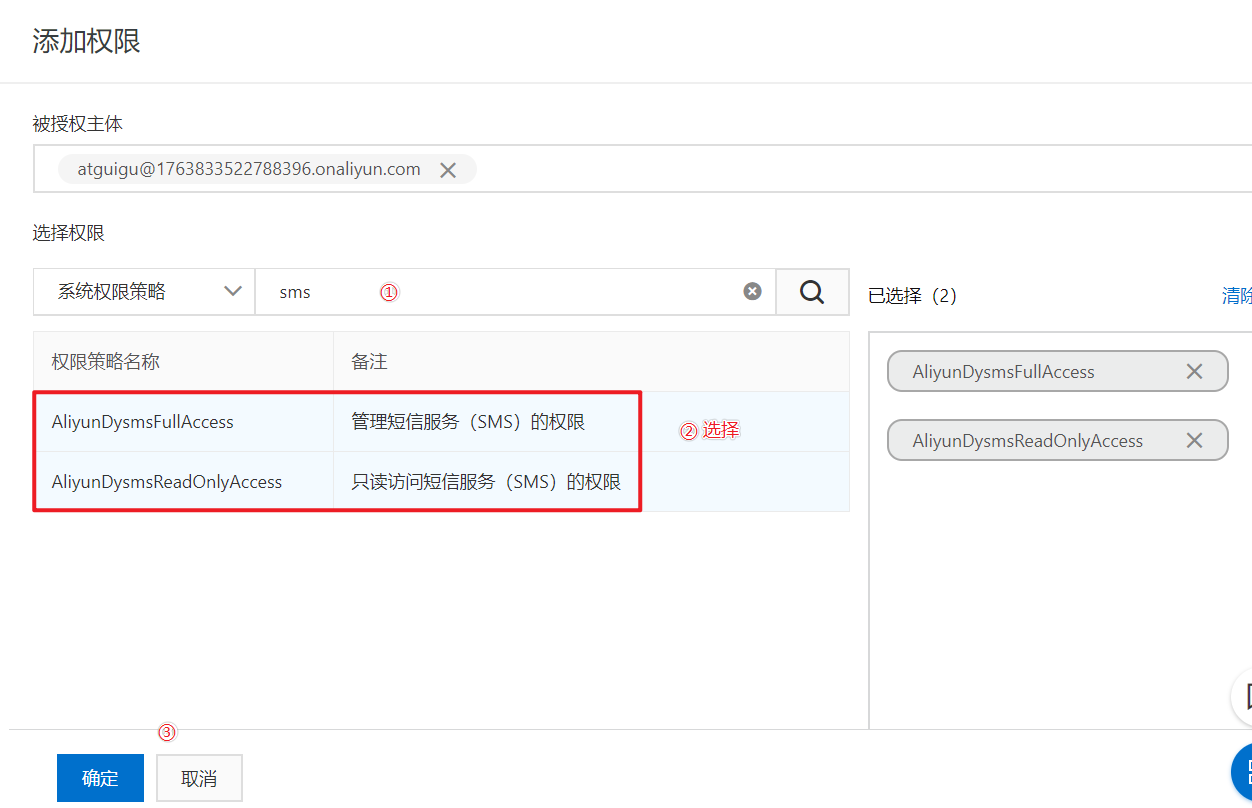 添加权限
被授权主体
atguigu@1763833522788396.onaliyun.com
选择权限
系统权限策略 sms ①
已选择（2） 清除
权限策略名称 备注
AliyunDysmsFullAccess 管理短信服务（SMS）的权限
② 选择
AliyunDysmsReadOnlyAccess 只读访问短信服务（SMS）的权限
AliyunDysmsFullAccess
AliyunDysmsReadOnlyAccess
③
确定 取消